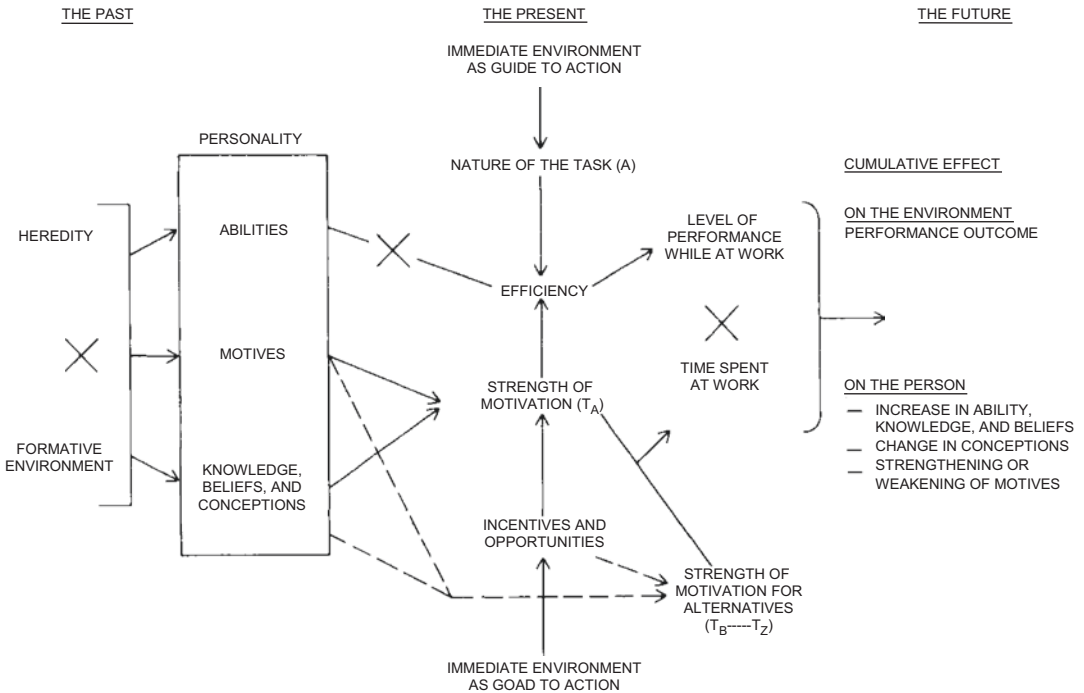 THE PAST
THE PRESENT
THE FUTURE
IMMEDIATE ENVIRONMENT
AS GUIDE TO ACTION
PERSONALITY
NATURE OF THE TASK (A)
CUMULATIVE EFFECT
HEREDITY
ABILITIES
LEVEL OF
PERFORMANCE
WHILE AT WORK
ON THE ENVIRONMENT
PERFORMANCE OUTCOME
EFFICIENCY
MOTIVES
STRENGTH OF
MOTIVATION (T_A)
TIME SPENT
AT WORK
ON THE PERSON
— INCREASE IN ABILITY,
KNOWLEDGE, AND BELIEFS
— CHANGE IN CONCEPTIONS
— STRENGTHENING OR
WEAKENING OF MOTIVES
FORMATIVE
ENVIRONMENT
KNOWLEDGE,
BELIEFS, AND
CONCEPTIONS
INCENTIVES AND
OPPORTUNITIES
STRENGTH OF
MOTIVATION FOR
ALTERNATIVES
(T_B-----T_Z)
IMMEDIATE ENVIRONMENT
AS GOAD TO ACTION